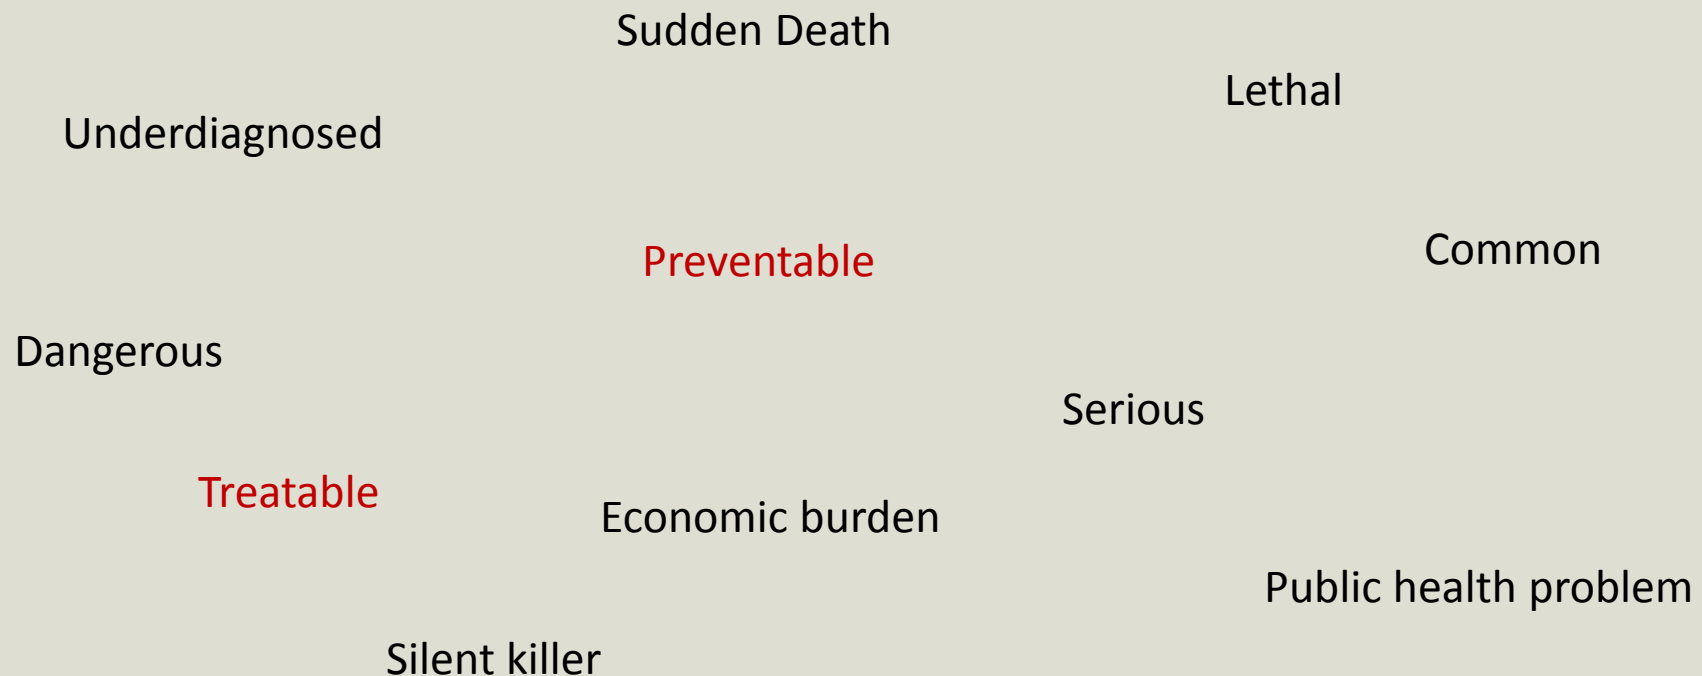 Sudden Death
Lethal
Underdiagnosed
Common
Preventable
Dangerous
Serious
Treatable
Economic burden
Public health problem
Silent killer